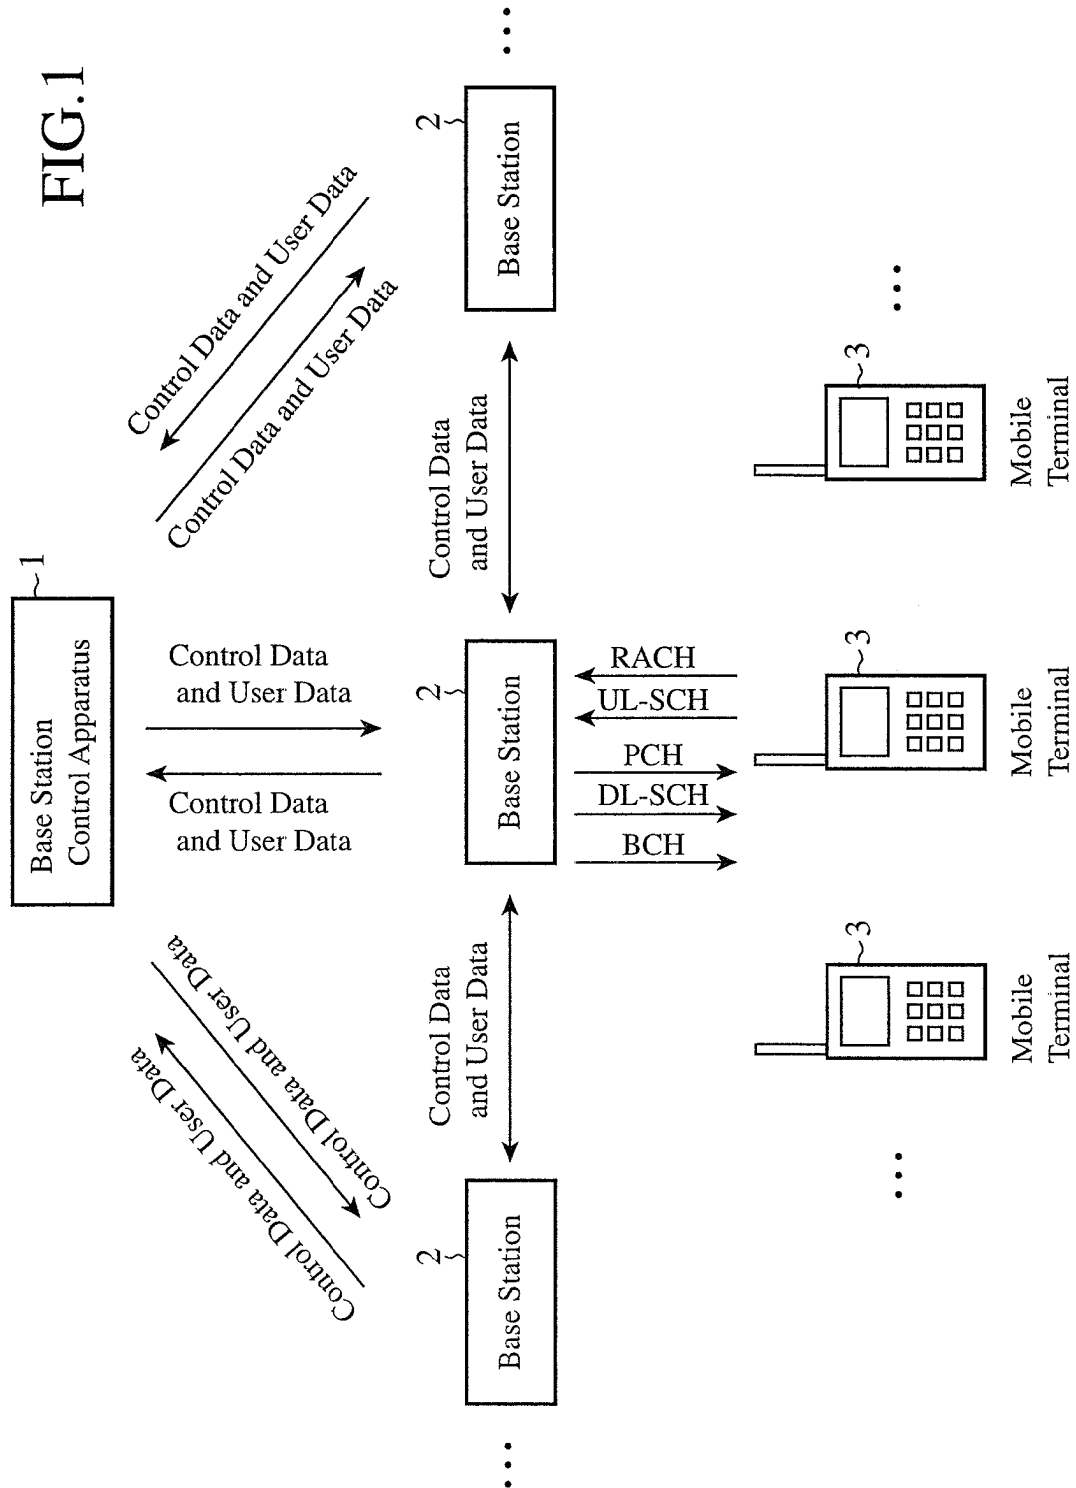 FIG.1
Base Station
Control Apparatus
1
Control Data and User Data
Control Data and User Data
Control Data
and User Data
Control Data
and User Data
Control Data and User Data
Control Data and User Data
2
Base Station
Control Data
and User Data
2
Base Station
Control Data
and User Data
2
Base Station
BCH
DL-SCH
PCH
UL-SCH
RACH
3
Mobile
Terminal
3
Mobile
Terminal
3
Mobile
Terminal